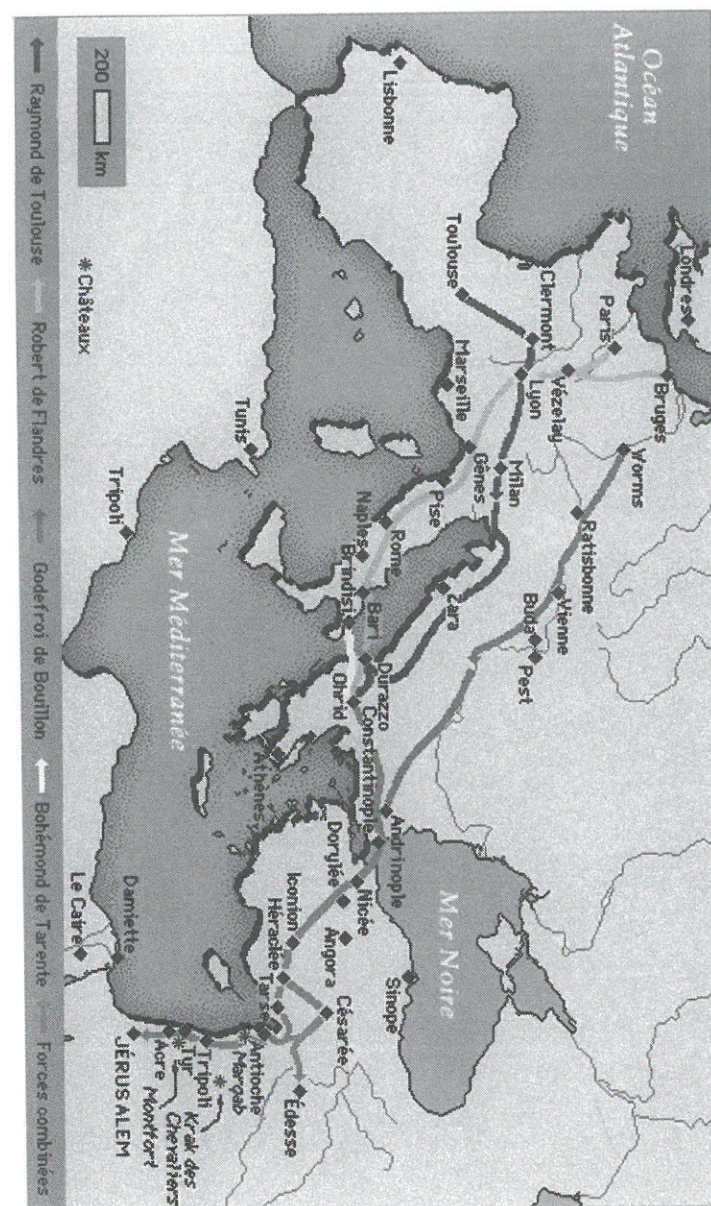 Océan
Atlantique
Londres
Bruges
Paris
Worms
Vézelay
Ratisbonne
Vienne
Clermont
Lyon
Buda
Pest
Milan
Toulouse
Gênes
Marseille
Pise
Zara
Lisbonne
Rome
Naples
Bari
Brindisi
Durazzo
Ohrid
Constantinople
Andrinople
Mer Noire
Sinope
Nicée
Dorylée
Angora
Athènes
Iconion
Héraclée
Tarse
Césarée
Édesse
Antioche
Marqab
Tripoli
Krak des
Chevaliers
Tyr
Acre
Montfort
JÉRUSALEM
Tunis
Tripoli
Mer Méditerranée
Damiette
Le Caire
200 km
*Châteaux
Raymond de Toulouse
Robert de Flandres
Godefroi de Bouillon
Bohémond de Tarente
Forces combinées